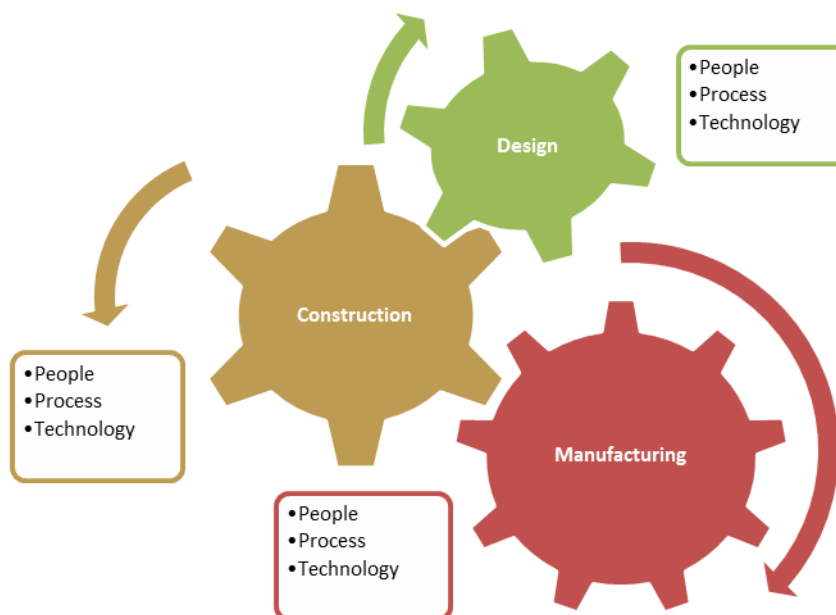 •People
•Process
•Technology
Design
Construction
•People
•Process
•Technology
Manufacturing
•People
•Process
•Technology